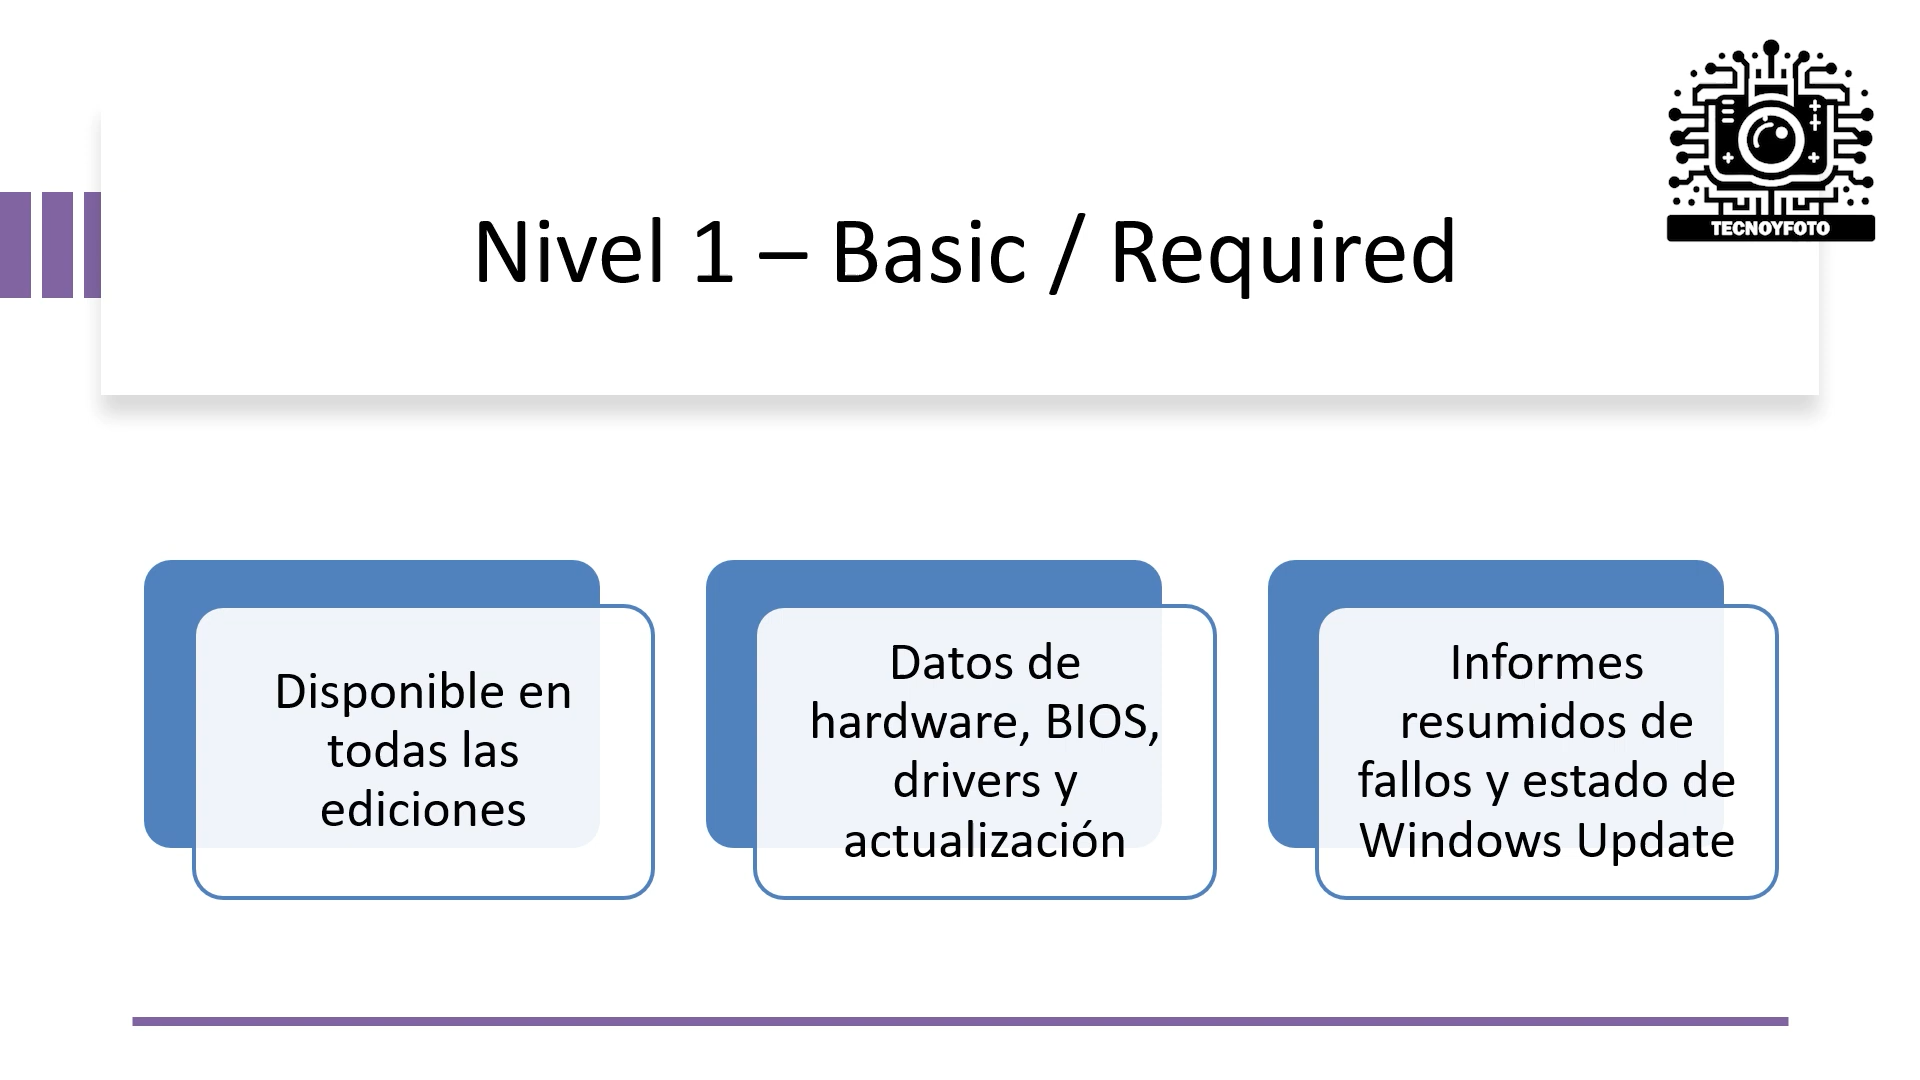 TECNOYFOTO
Nivel 1 – Basic / Required
Disponible en
todas las
ediciones
Datos de
hardware, BIOS,
drivers y
actualización
Informes
resumidos de
fallos y estado de
Windows Update